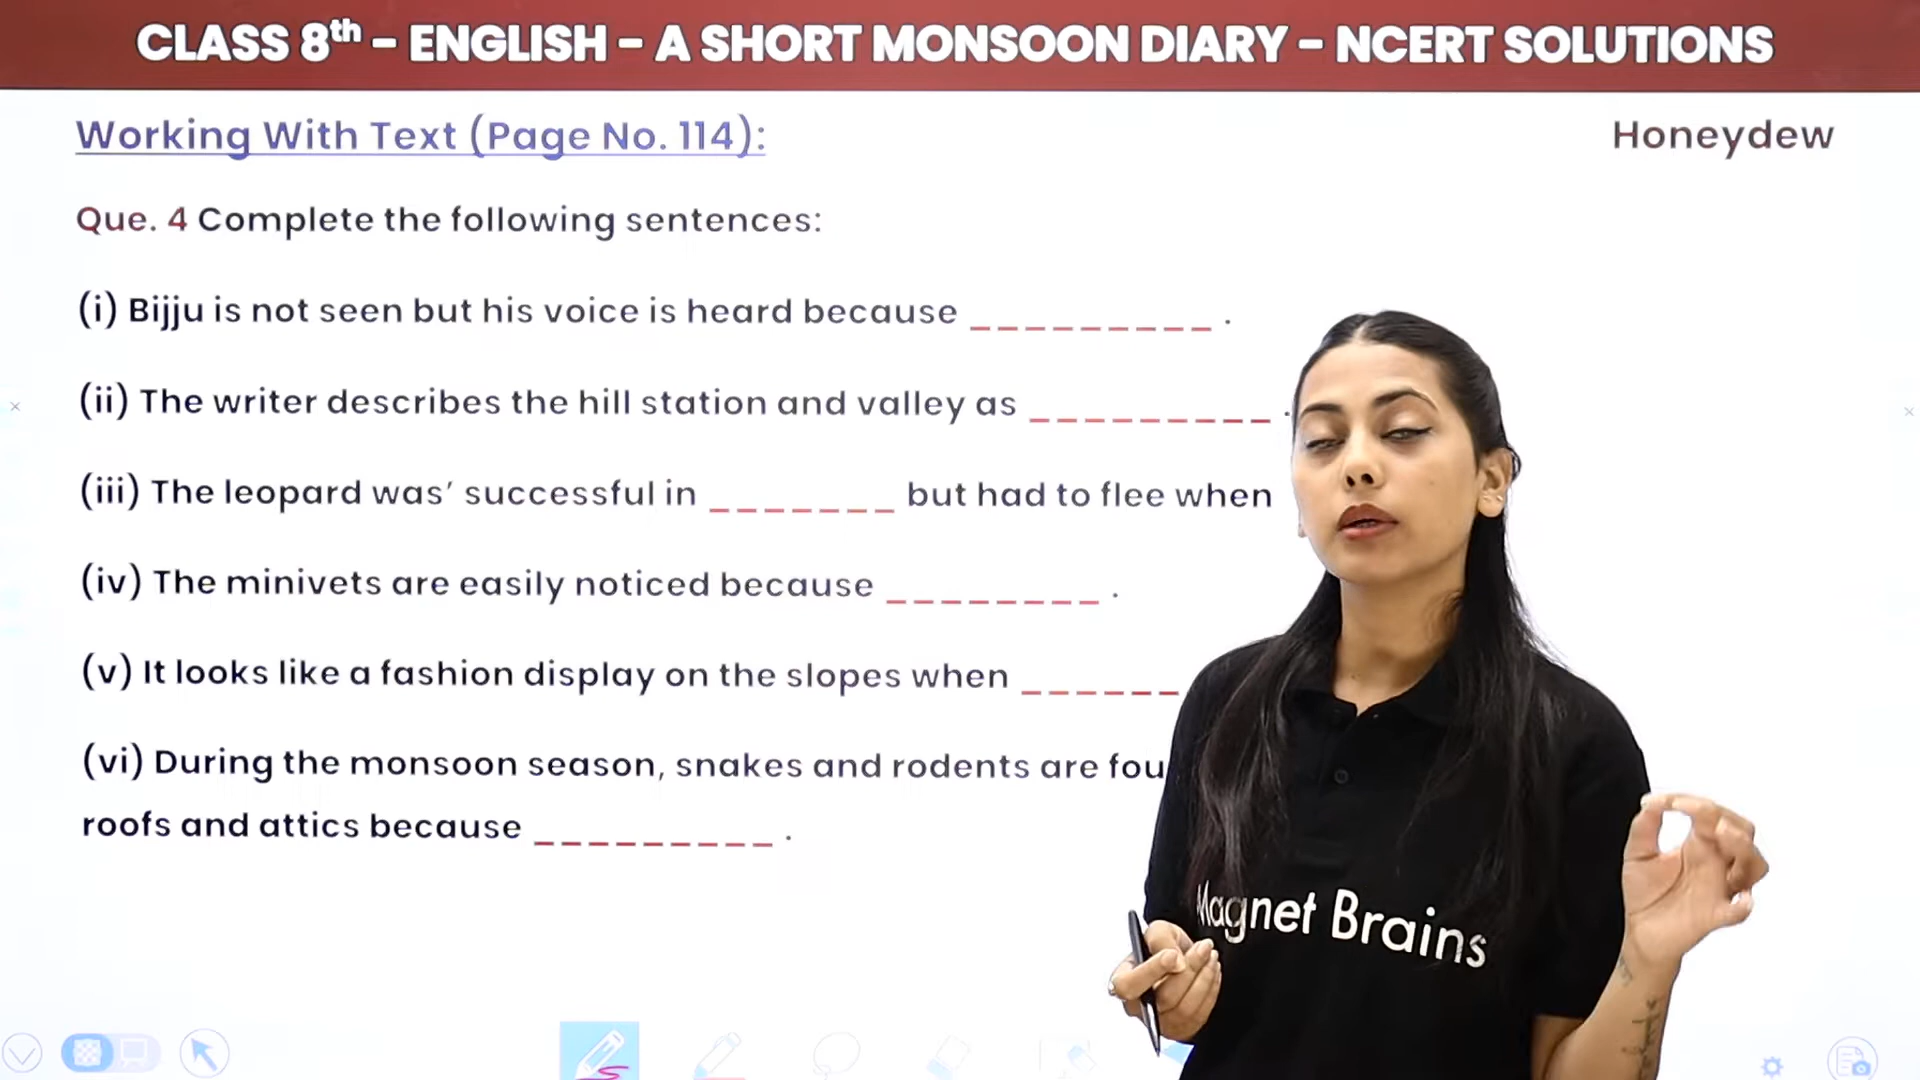 CLASS 8th – ENGLISH – A SHORT MONSOON DIARY – NCERT SOLUTIONS
Working With Text (Page No. 114):
Honeydew
Que. 4 Complete the following sentences:
(i) Bijju is not seen but his voice is heard because _________ .
(ii) The writer describes the hill station and valley as _________ .
(iii) The leopard was’ successful in _______ but had to flee when
(iv) The minivets are easily noticed because ________ .
(v) It looks like a fashion display on the slopes when ______
(vi) During the monsoon season, snakes and rodents are fou
roofs and attics because _________ .
Magnet Brains